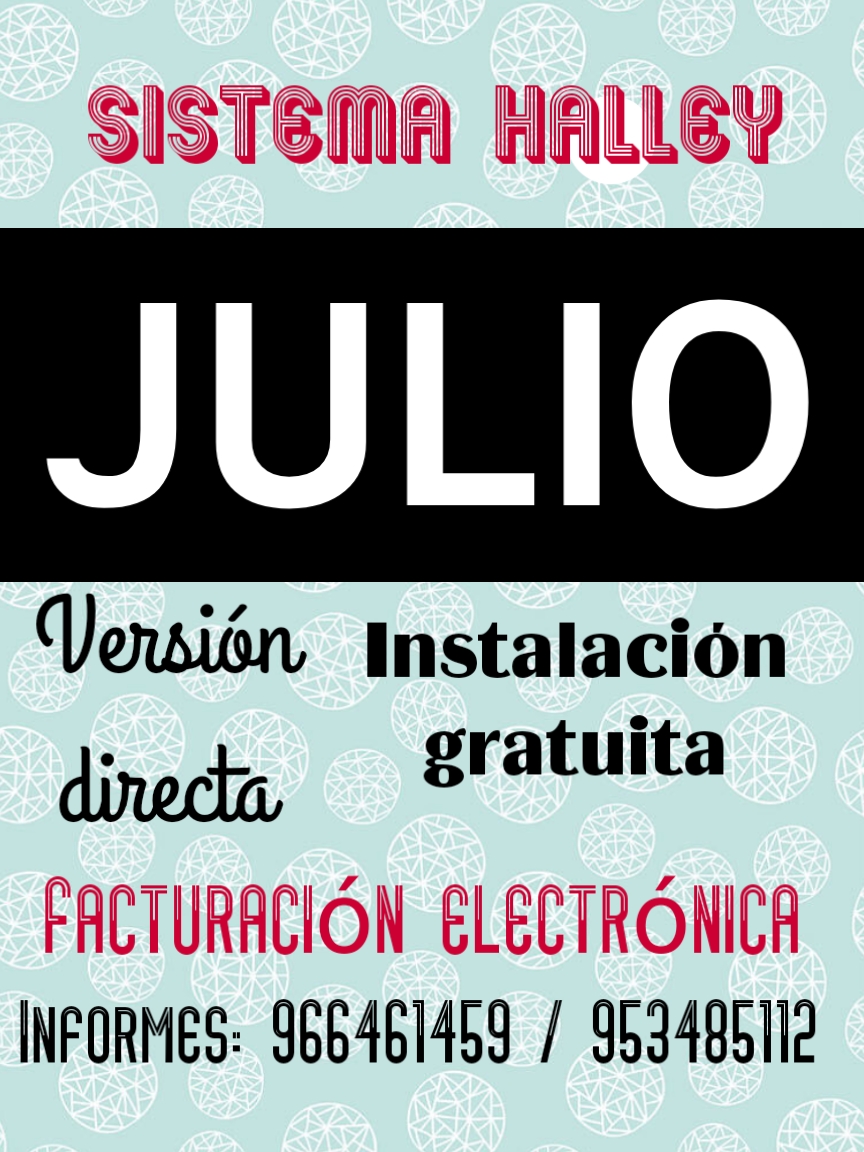 SISTEMA HALLEY
JULIO
Versión
directa
Instalación
gratuita
FACTURACIÓN ELECTRÓNICA
INFORMES: 966461459 / 953485112